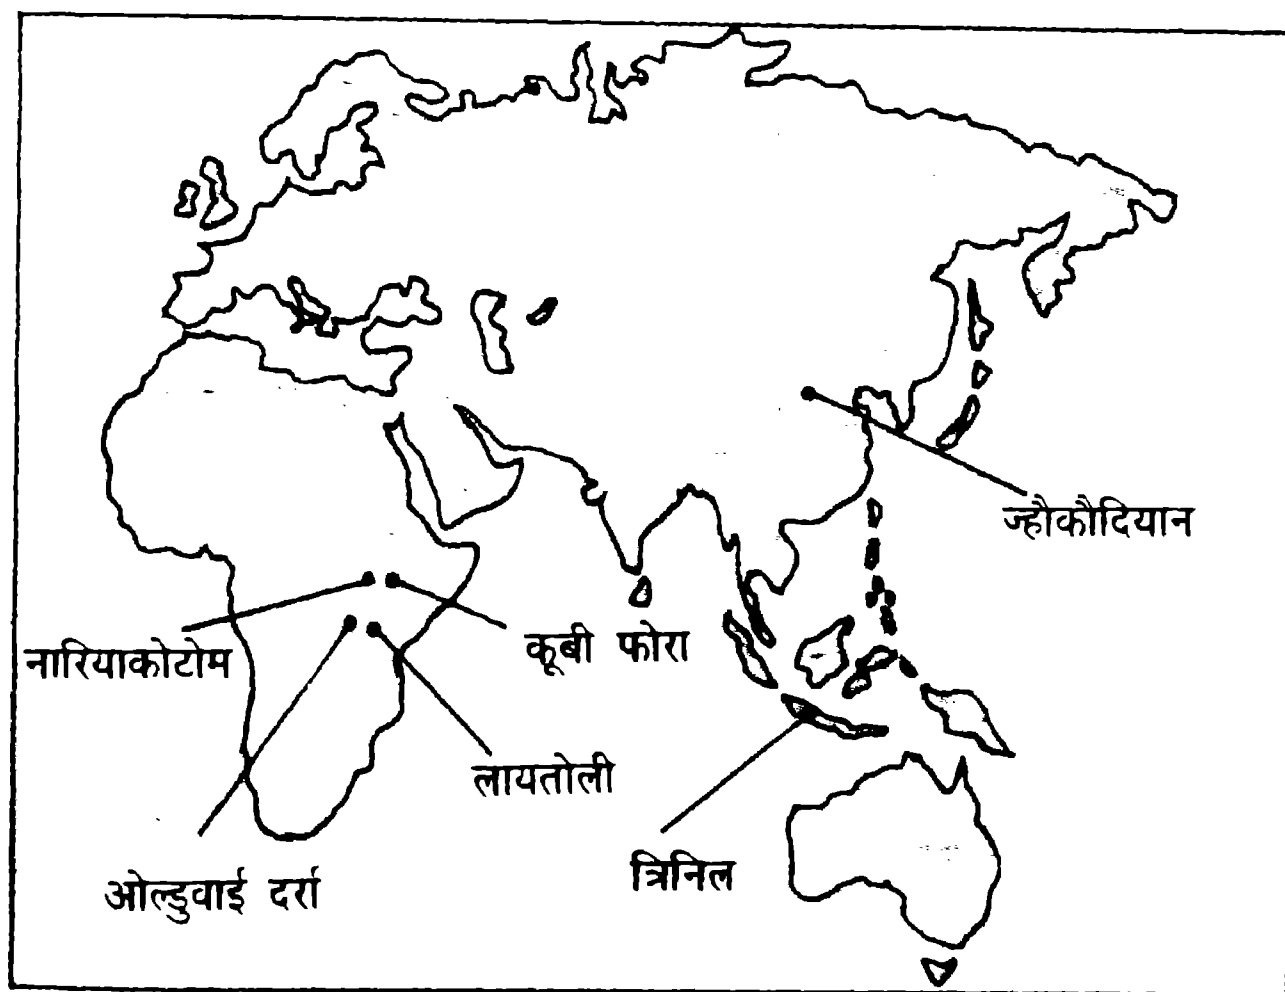 ज्हौकौदियान
नारियाकोटोम
कूबी फोरा
लायतोली
त्रिनिल
ओल्डुवाई दर्रा